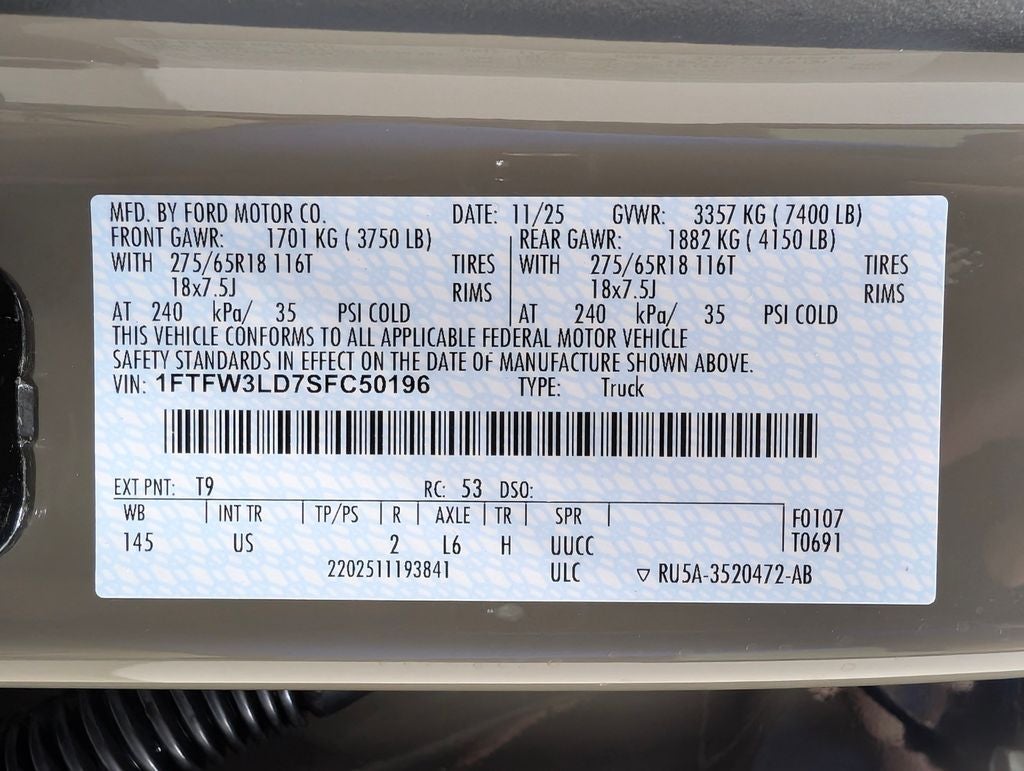 MFD. BY FORD MOTOR CO. DATE: 11/25 GVWR: 3357 KG ( 7400 LB)
FRONT GAWR: 1701 KG ( 3750 LB) REAR GAWR: 1882 KG ( 4150 LB)
WITH 275/65R18 116T TIRES WITH 275/65R18 116T TIRES
18x7.5J RIMS 18x7.5J RIMS
AT 240 kPa/ 35 PSI COLD AT 240 kPa/ 35 PSI COLD
THIS VEHICLE CONFORMS TO ALL APPLICABLE FEDERAL MOTOR VEHICLE
SAFETY STANDARDS IN EFFECT ON THE DATE OF MANUFACTURE SHOWN ABOVE.
VIN: 1FTFW3LD7SFC50196 TYPE: Truck
EXT PNT: T9 RC: 53 DSO:
WB | INT TR | TP/PS | R | AXLE | TR | SPR | F0107
145 US 2 L6 H UUCC T0691
2202511193841 ULC ▽ RU5A-3520472-AB